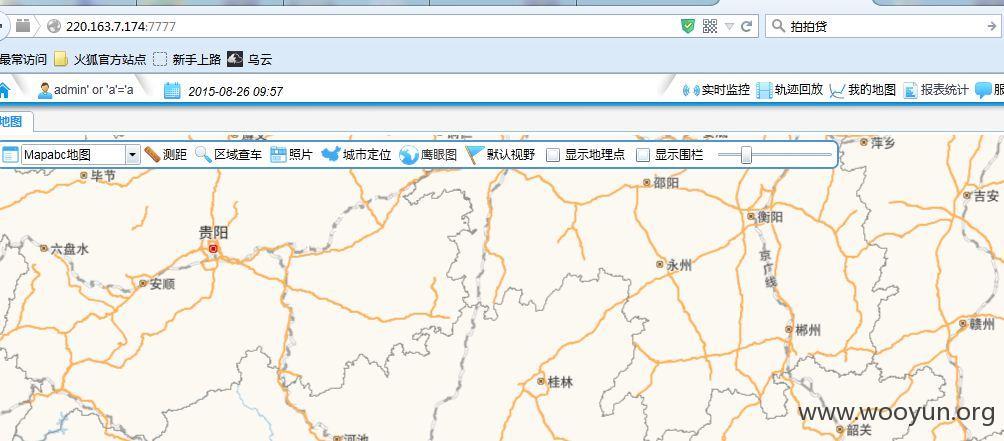 220.163.7.174:7777
拍拍贷
最常访问 火狐官方站点 新手上路 乌云
admin' or 'a'='a
2015-08-26 09:57
实时监控 轨迹回放 我的地图 报表统计 服
地图
Mapabc地图 测距 区域查车 照片 城市定位 鹰眼图 默认视野 显示地理点 显示围栏
萍乡
毕节
邵阳
吉安
衡阳
贵阳
六盘水
京广线
永州
安顺
郴州
赣州
桂林
www.wooyun.org
韶关
河池